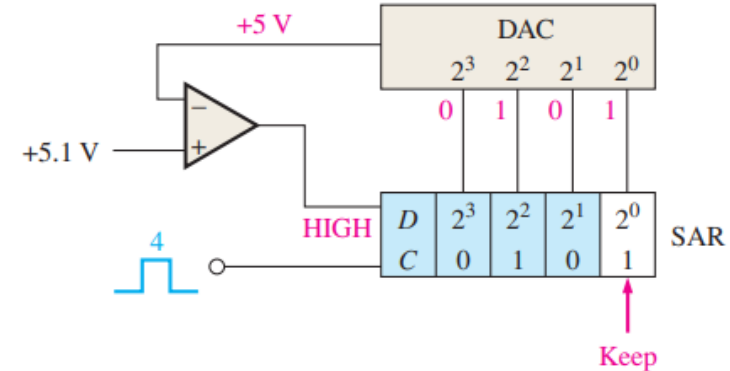 +5 V
DAC
2³ 2² 2¹ 2⁰
0 1 0 1
−
+
+5.1 V
HIGH
D 2³ 2² 2¹ 2⁰
SAR
4
C 0 1 0 1
Keep